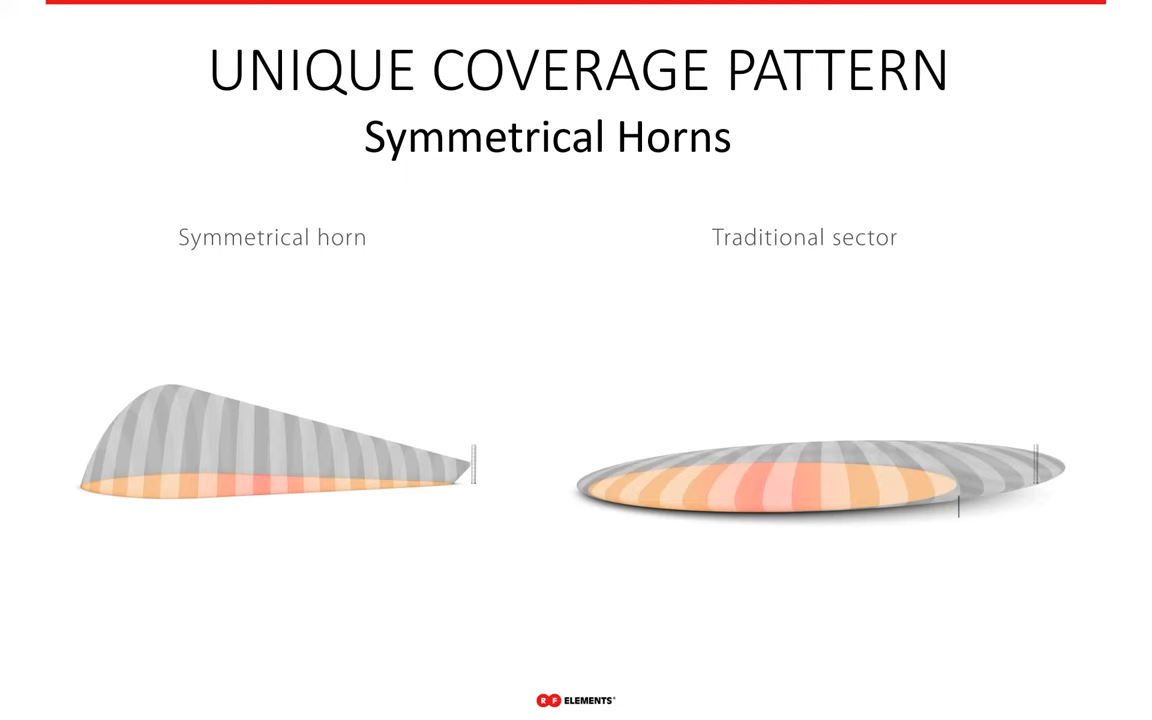 UNIQUE COVERAGE PATTERN
Symmetrical Horns
Symmetrical horn
Traditional sector
RF ELEMENTS